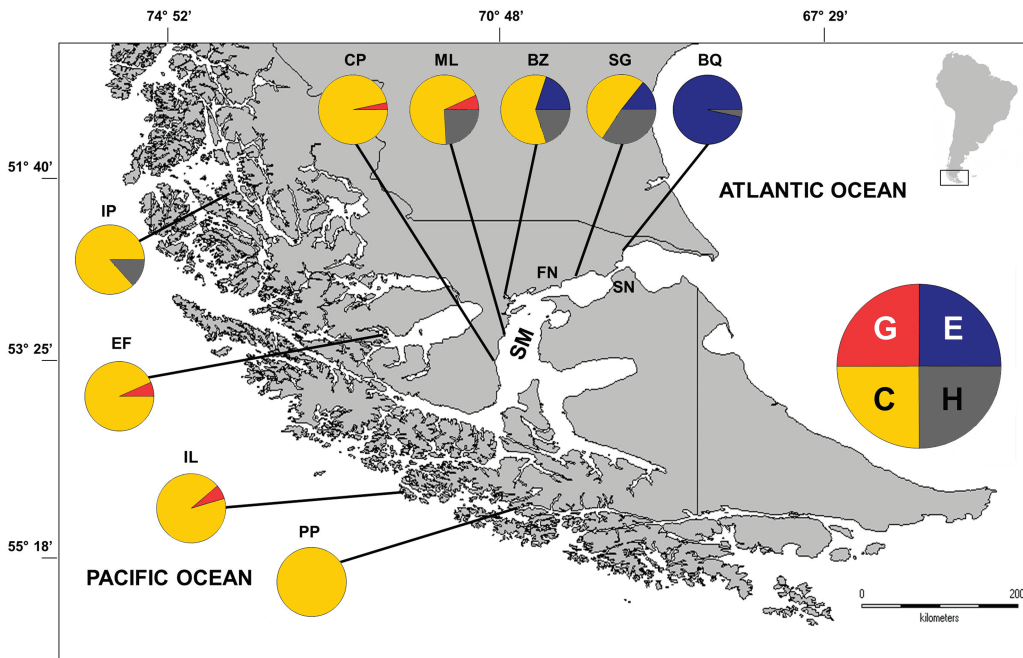 74° 52’ 70° 48’ 67° 29’
CP ML BZ SG BQ
51° 40’
ATLANTIC OCEAN
IP
FN
SN
G E
EF
SM
53° 25’
C H
IL
PP
55° 18’
PACIFIC OCEAN
0 200
kilometers